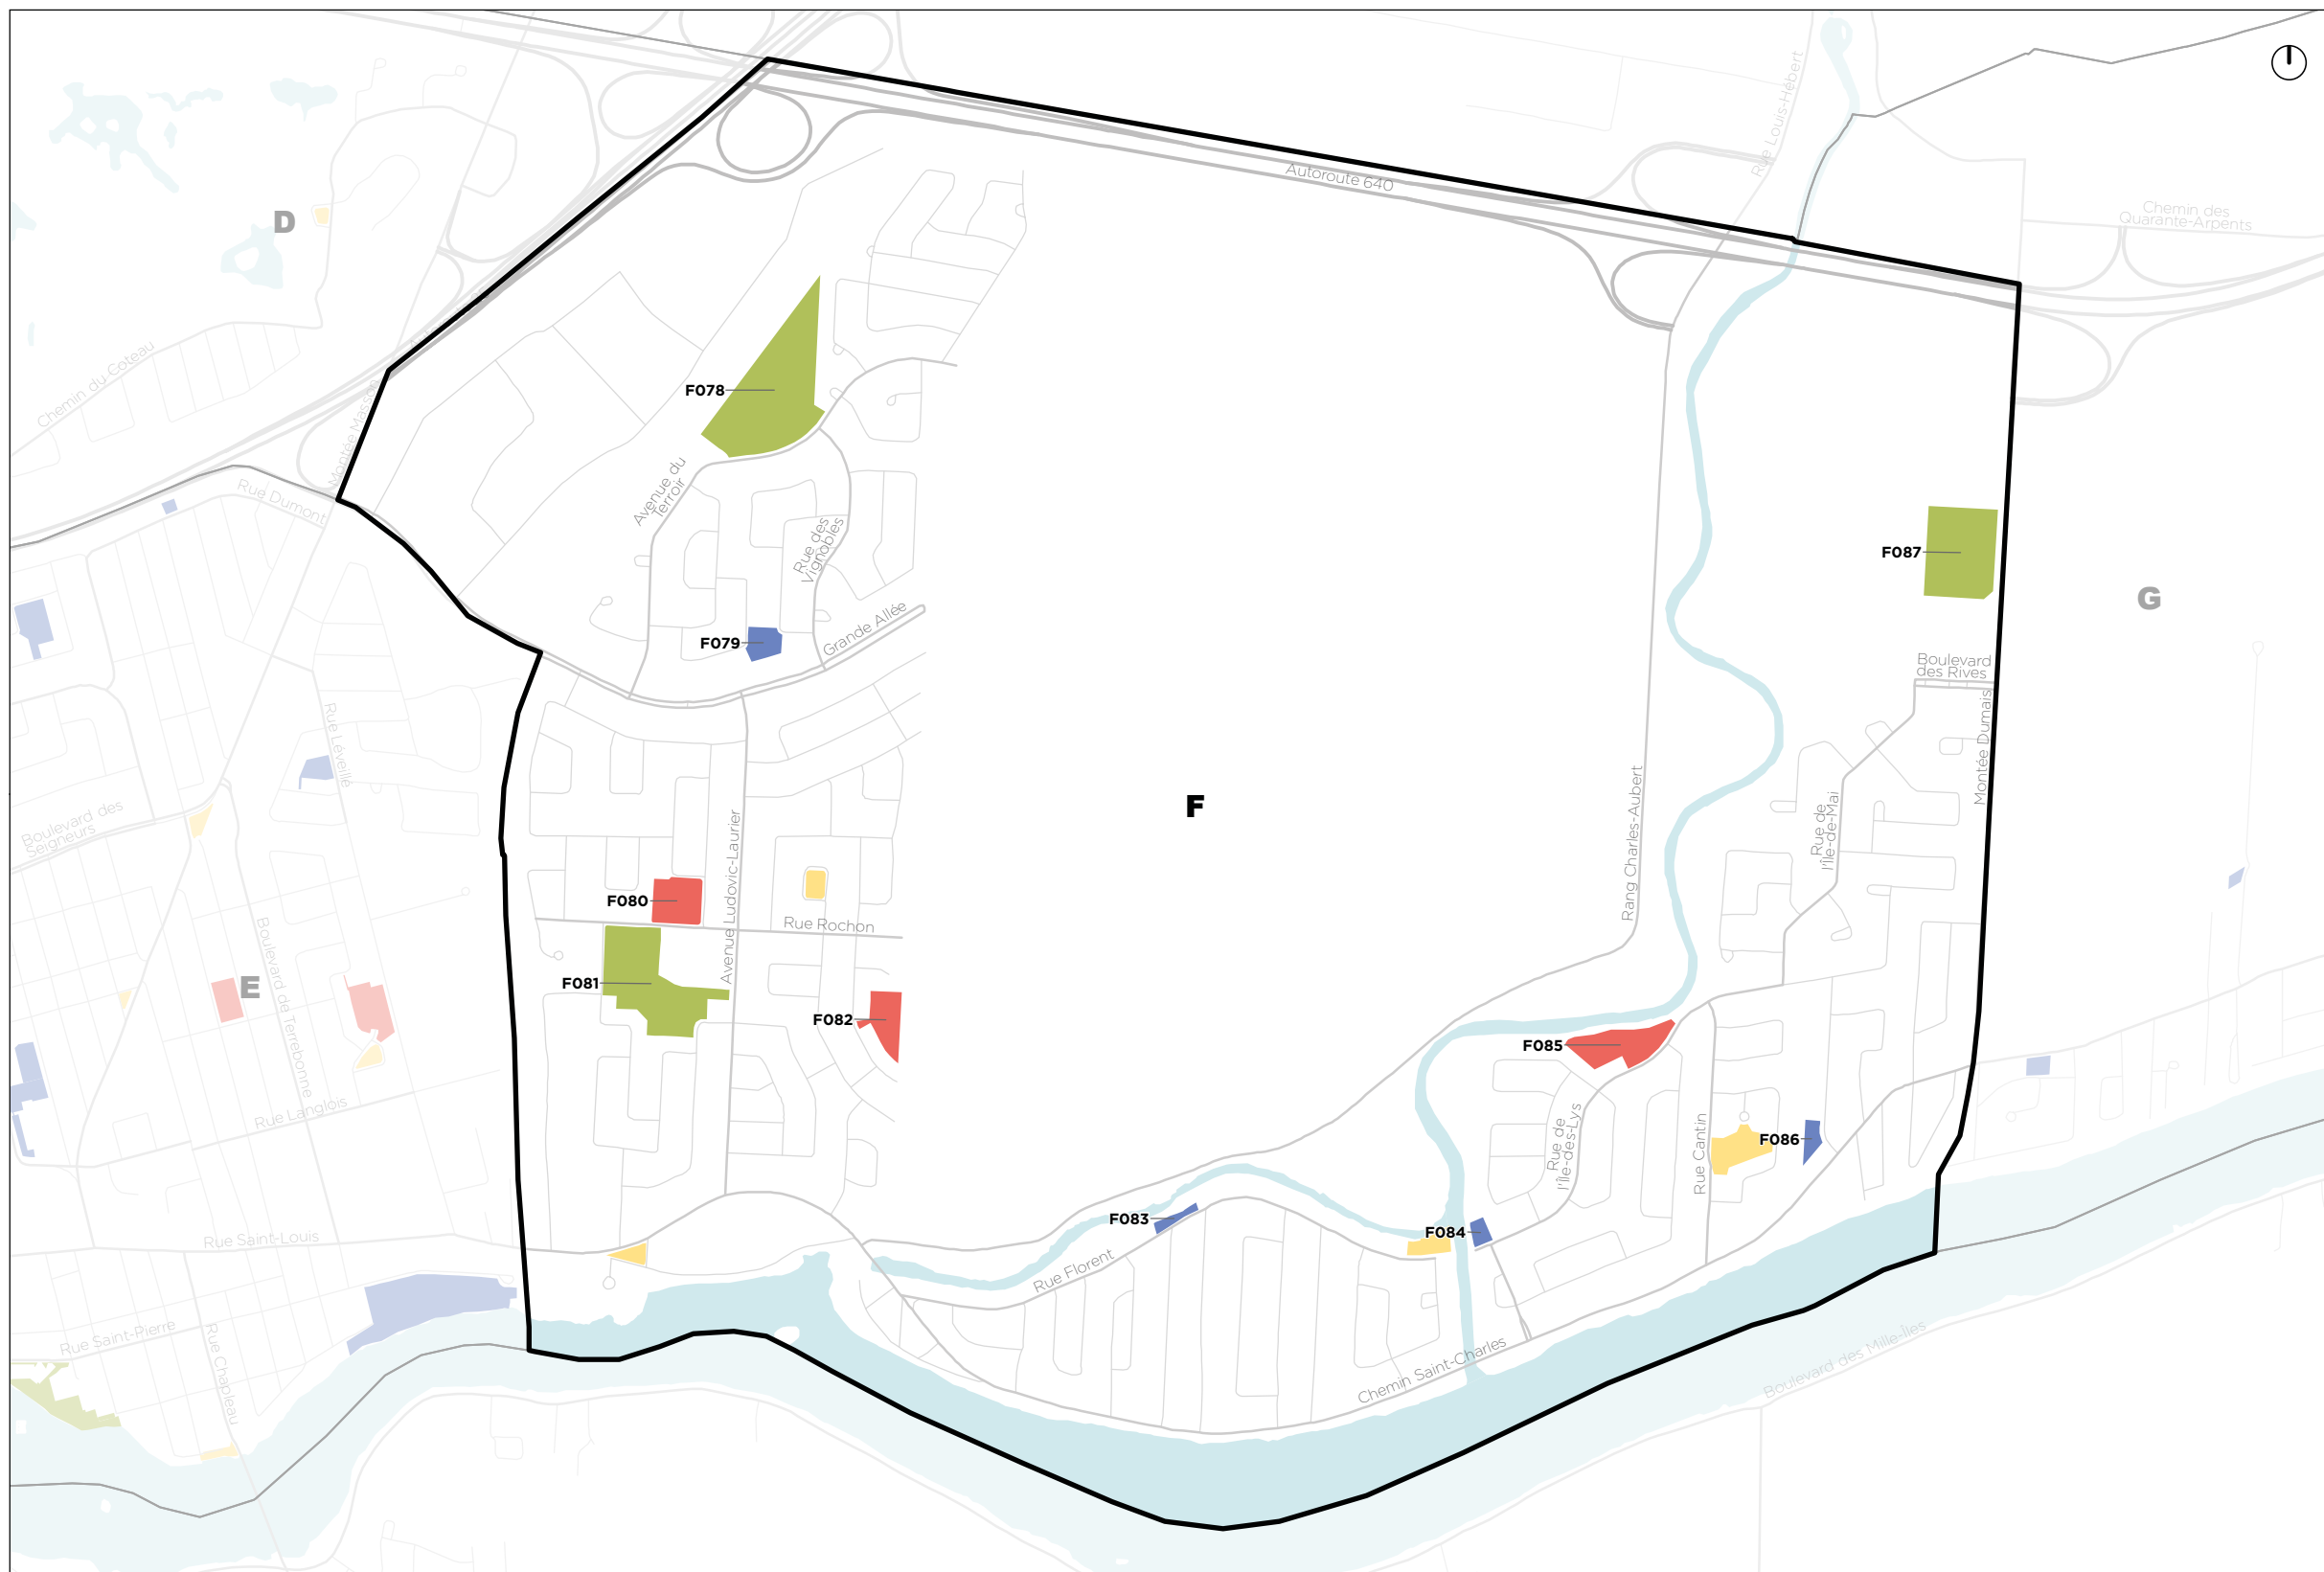 Rue Louis-Hébert
Autoroute 640
Chemin des
Quarante-Arpents
D
Chemin du Coteau
Montée Masson
F078
Rue Dumont
Avenue du
Terroir
Rue des
Vignobles
F087
G
F079
Grande Allée
Boulevard
des Rives
Montée Dumais
Rue Léveillé
Boulevard des
Seigneurs
F
Rang Charles-Aubert
Rue de
l'Île-de-Mai
Avenue Ludovic-Laurier
F080
Rue Rochon
E
Boulevard de Terrebonne
F081
F082
F085
Rue Langlois
Rue de
l'Île-des-Lys
Rue Cantin
F086
F083
F084
Rue Saint-Louis
Rue Florent
Rue Saint-Pierre
Rue Chapleau
Chemin Saint-Charles
Boulevard des Mille-Îles